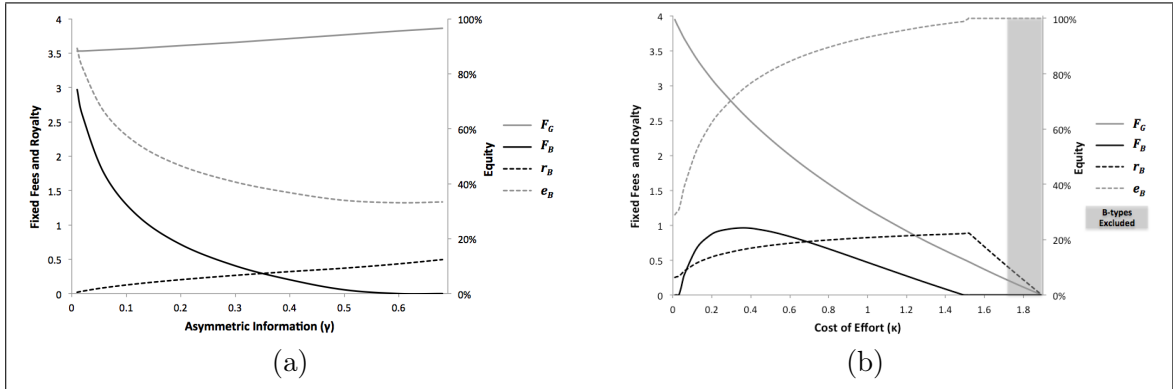 4
3.5
3
2.5
2
1.5
1
0.5
0
Fixed Fees and Royalty
0 0.1 0.2 0.3 0.4 0.5 0.6
Asymmetric Information (γ)
100%
80%
60%
40%
20%
0%
Equity
F_G
F_B
r_B
e_B
(a)
4
3.5
3
2.5
2
1.5
1
0.5
0
Fixed Fees and Royalty
0 0.2 0.4 0.6 0.8 1 1.2 1.4 1.6 1.8
Cost of Effort (κ)
100%
80%
60%
40%
20%
0%
Equity
F_G
F_B
r_B
e_B
B-types
Excluded
(b)